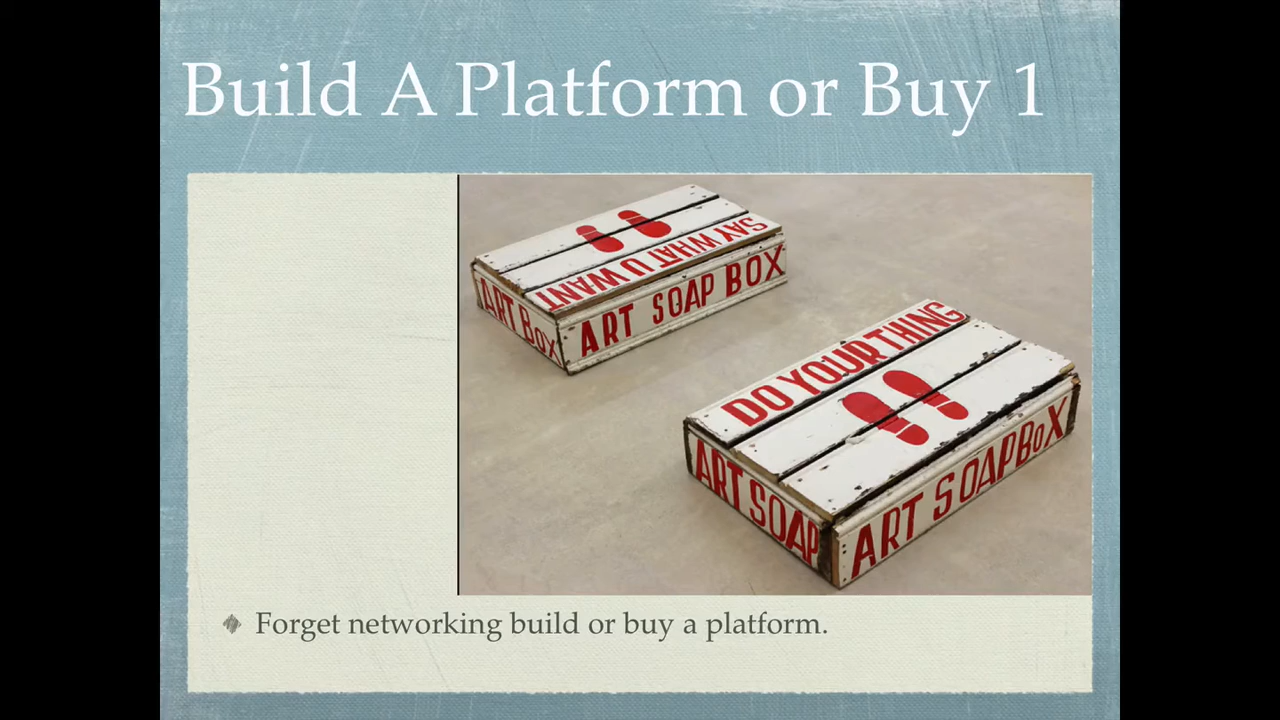 Build A Platform or Buy 1
SAY WHAT U WANT
ART BOX
ART SOAP BOX
DO YOUR THING
ART SOAP
ART SOAPBOX
Forget networking build or buy a platform.